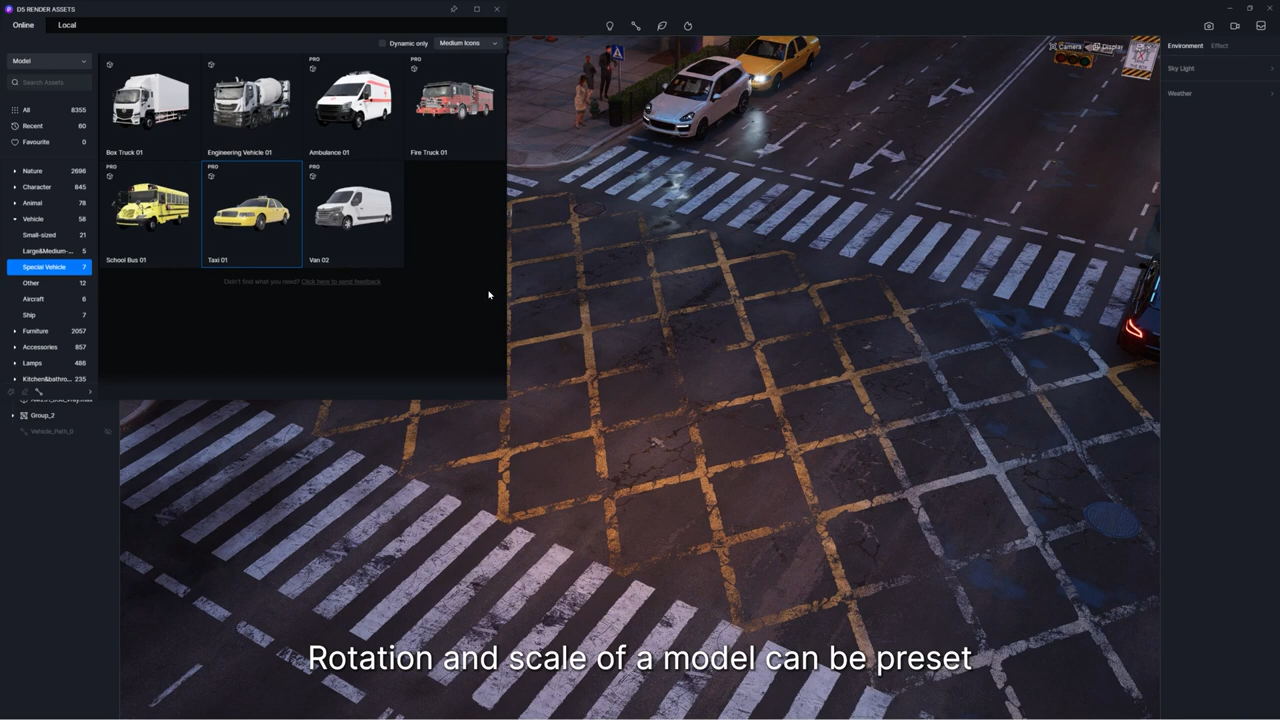 D5 RENDER ASSETS
Online
Local
Dynamic only
Medium Icons
Model
Search Assets
All 8355
Recent 60
Favourite 0
Nature 2696
Character 845
Animal 78
Vehicle 58
Small-sized 21
Large&Medium-... 5
Special Vehicle 7
Other 12
Aircraft 6
Ship 7
Furniture 2057
Accessories 857
Lamps 486
Kitchen&bathro... 235
Group_2
Vehicle_Path_0
PRO
PRO
Box Truck 01
Engineering Vehicle 01
Ambulance 01
Fire Truck 01
PRO
PRO
PRO
School Bus 01
Taxi 01
Van 02
Didn't find what you need? Click here to send feedback
Camera
Display
Environment
Effect
Sky Light
Weather
Rotation and scale of a model can be preset